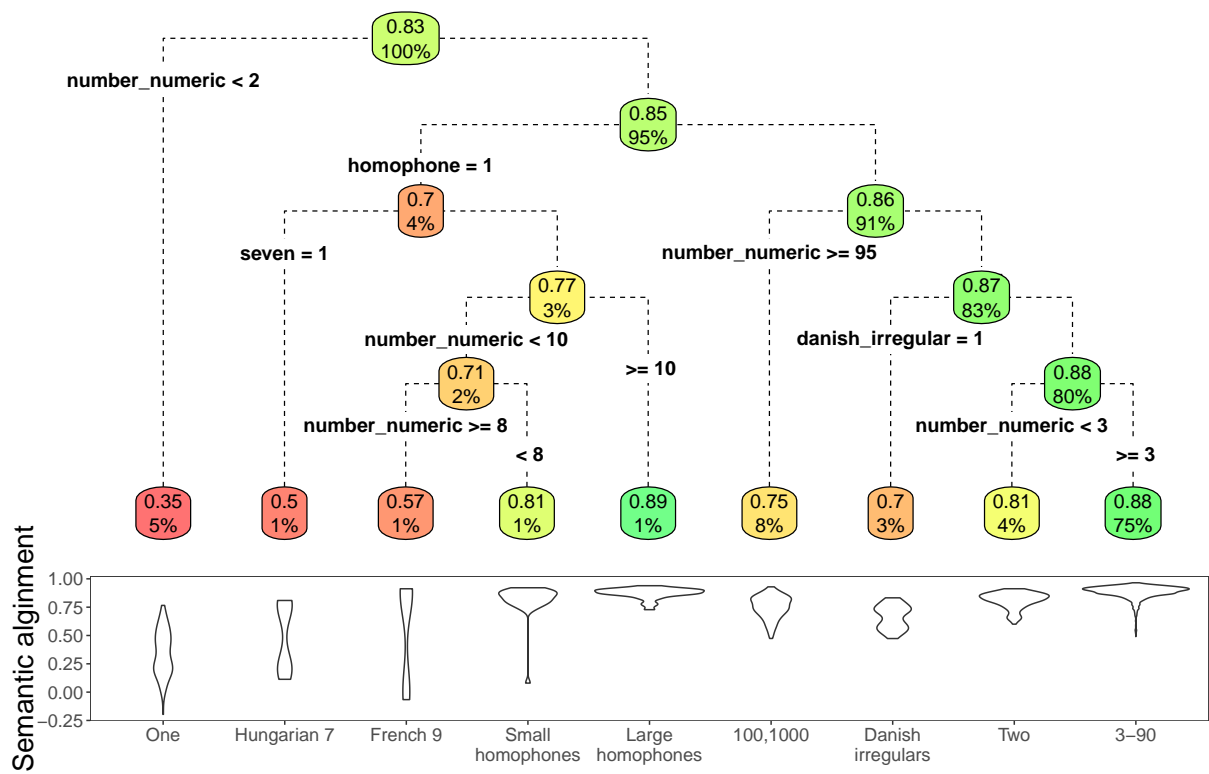 0.83
100%
number_numeric < 2
0.85
95%
homophone = 1
0.7
4%
0.86
91%
seven = 1
number_numeric >= 95
0.77
3%
0.87
83%
number_numeric < 10
>= 10
danish_irregular = 1
0.71
2%
0.88
80%
number_numeric >= 8
< 8
number_numeric < 3
>= 3
0.35
5%
0.5
1%
0.57
1%
0.81
1%
0.89
1%
0.75
8%
0.7
3%
0.81
4%
0.88
75%
Semantic alginment
1.00
0.75
0.50
0.25
0.00
−0.25
One
Hungarian 7
French 9
Small
homophones
Large
homophones
100,1000
Danish
irregulars
Two
3−90